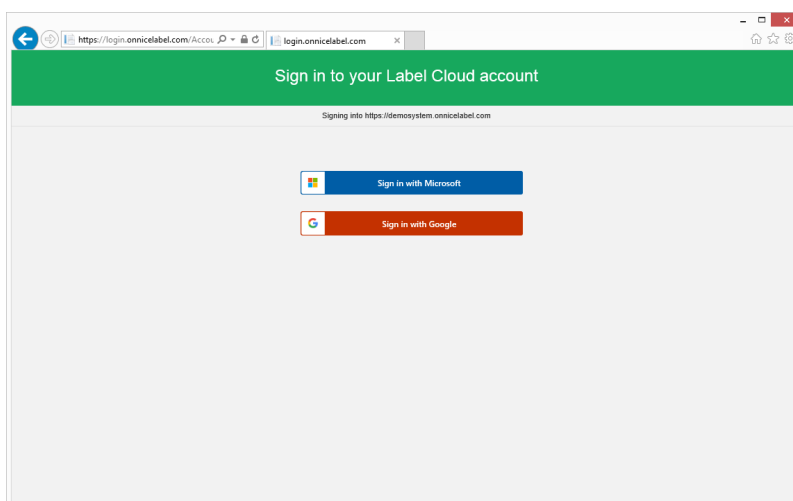 https://login.onnicelabel.com/Accou
login.onnicelabel.com
Sign in to your Label Cloud account
Signing into https://demosystem.onnicelabel.com
Sign in with Microsoft
Sign in with Google